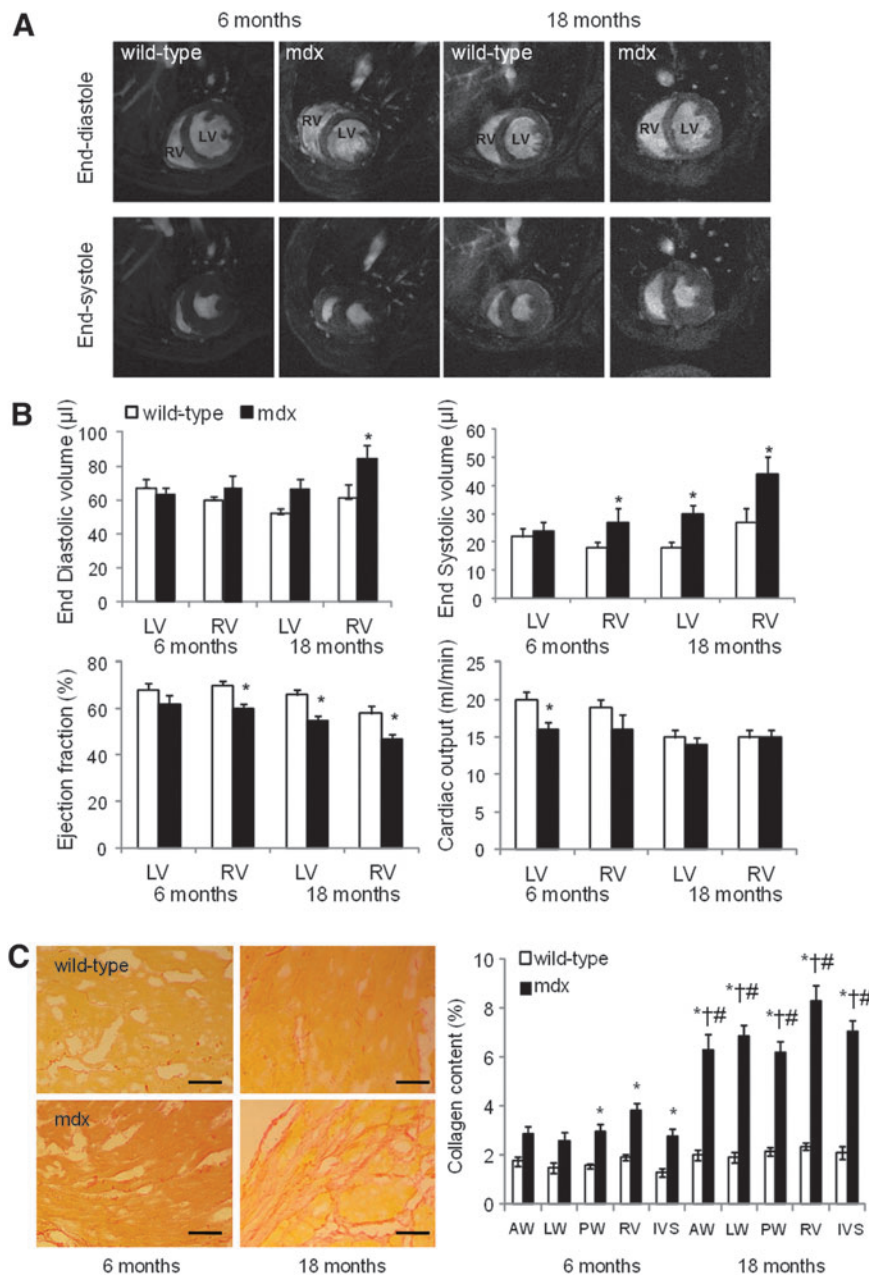 A
6 months
18 months
wild-type
mdx
wild-type
mdx
End-diastole
RV
LV
RV
LV
RV
LV
RV
LV
End-systole
B
wild-type
mdx
End Diastolic volume (µl)
100
80
60
40
20
0
*
LV
RV
LV
RV
6 months
18 months
End Systolic volume (µl)
60
50
40
30
20
10
0
*
*
*
LV
RV
LV
RV
6 months
18 months
Ejection fraction (%)
80
60
40
20
0
*
*
*
LV
RV
LV
RV
6 months
18 months
Cardiac output (ml/min)
25
20
15
10
5
0
*
LV
RV
LV
RV
6 months
18 months
C
wild-type
mdx
6 months
18 months
wild-type
mdx
Collagen content (%)
10
8
6
4
2
0
*
*
*
*†#
*†#
*†#
*†#
*†#
AW LW PW RV IVS AW LW PW RV IVS
6 months
18 months